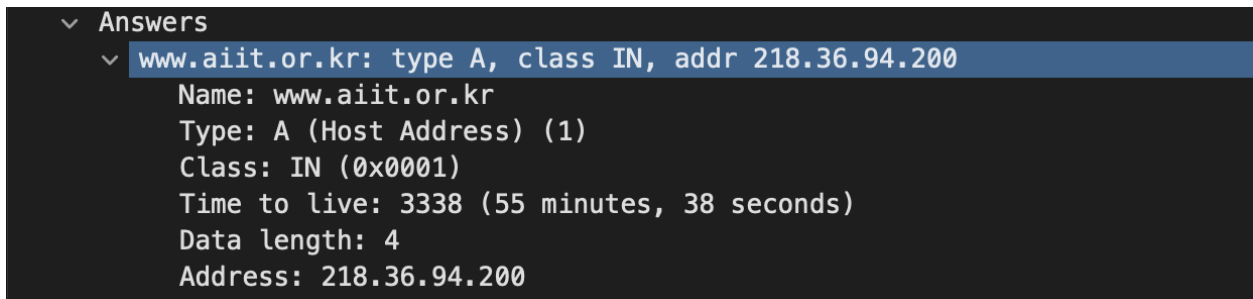 Answers
www.aiit.or.kr: type A, class IN, addr 218.36.94.200
Name: www.aiit.or.kr
Type: A (Host Address) (1)
Class: IN (0x0001)
Time to live: 3338 (55 minutes, 38 seconds)
Data length: 4
Address: 218.36.94.200